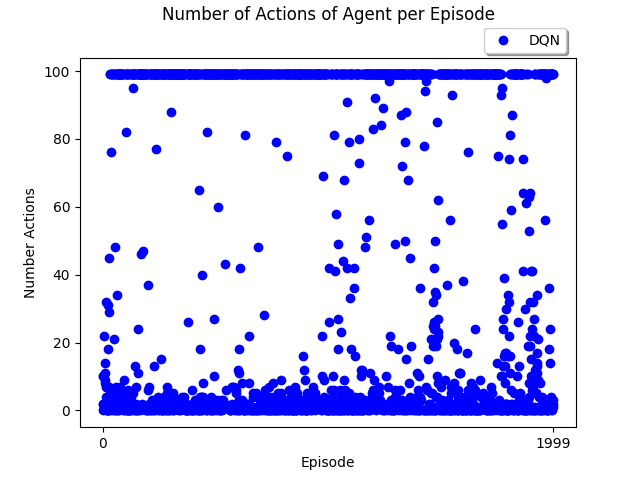 Number of Actions of Agent per Episode
DQN
100
80
60
40
20
0
Number Actions
0
1999
Episode